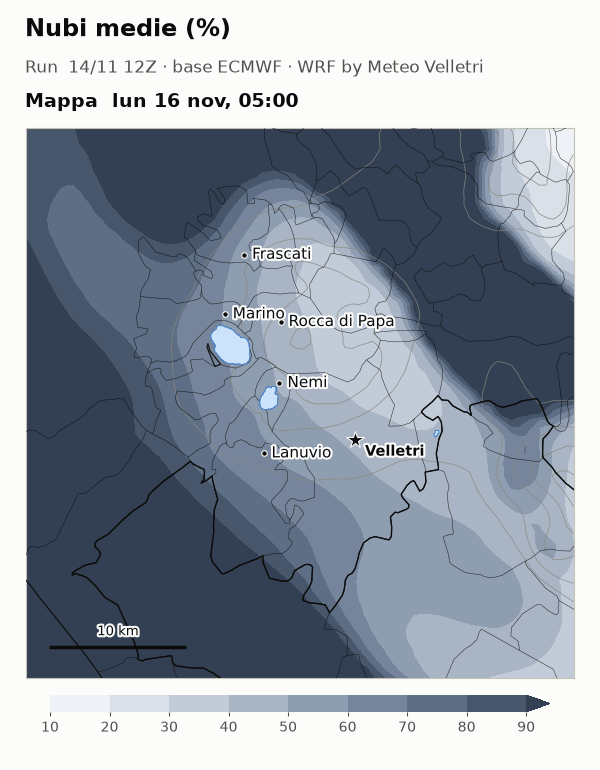 Nubi medie (%)
Run  14/11 12Z · base ECMWF · WRF by Meteo Velletri
Mappa  lun 16 nov, 05:00
Frascati
Marino
Rocca di Papa
Nemi
Velletri
Lanuvio
10 km
10 20 30 40 50 60 70 80 90